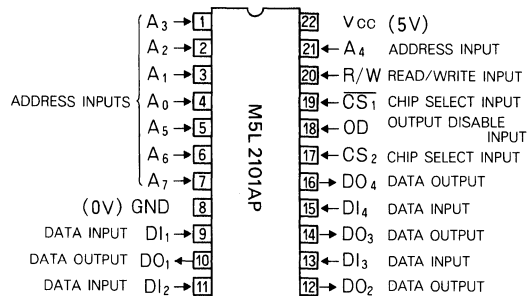 A3 → 1 22 VCC (5V)
A2 → 2 21 ← A4 ADDRESS INPUT
A1 → 3 20 ← R/W READ/WRITE INPUT
ADDRESS INPUTS A0 → 4 19 ← C̅S̅1̅ CHIP SELECT INPUT
A5 → 5 18 ← OD OUTPUT DISABLE INPUT
A6 → 6 17 ← CS2 CHIP SELECT INPUT
A7 → 7 16 → DO4 DATA OUTPUT
(0V) GND 8 15 ← DI4 DATA INPUT
DATA INPUT DI1 → 9 14 → DO3 DATA OUTPUT
DATA OUTPUT DO1 ← 10 13 ← DI3 DATA INPUT
DATA INPUT DI2 → 11 12 → DO2 DATA OUTPUT
M5L 2101AP